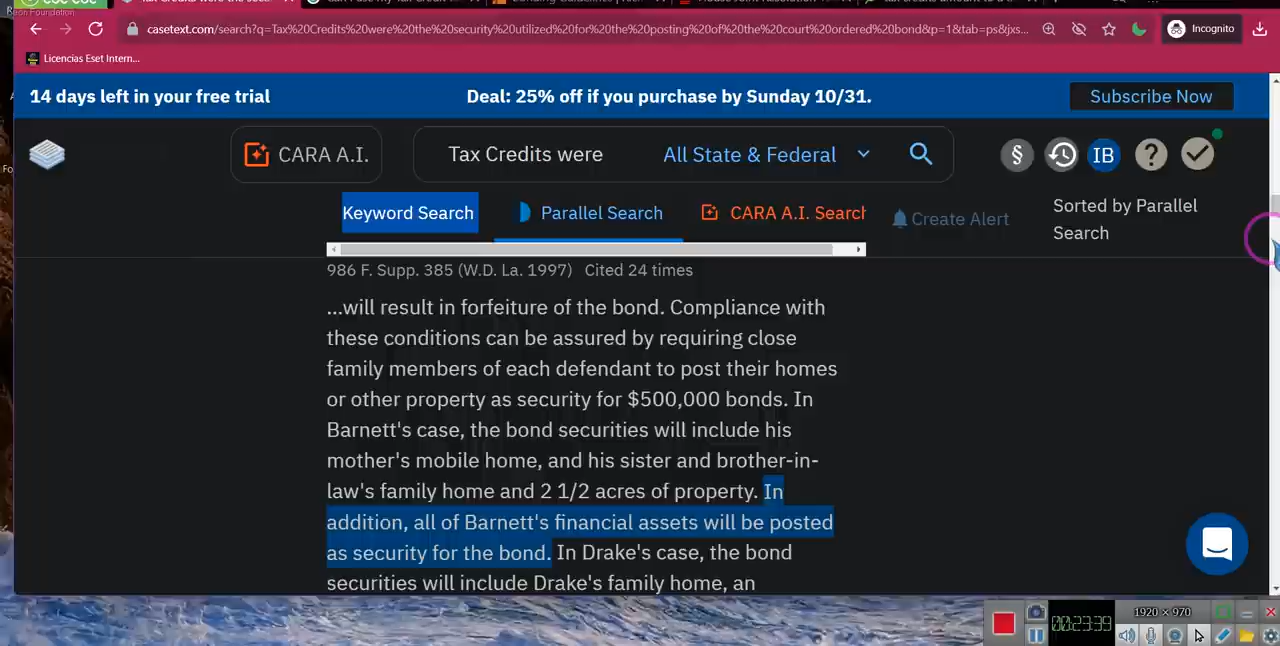 casetext.com/search?q=Tax%20Credits%20were%20the%20security%20utilized%20for%20the%20posting%20of%20the%20court%20ordered%20bond&p=1&tab=ps&jxs...
Incognito
Licencias Eset Intern...
14 days left in your free trial
Deal: 25% off if you purchase by Sunday 10/31.
Subscribe Now
CARA A.I.
Tax Credits were
All State & Federal
§
IB
?
Keyword Search
Parallel Search
CARA A.I. Search
Create Alert
Sorted by Parallel
Search
986 F. Supp. 385 (W.D. La. 1997) Cited 24 times
...will result in forfeiture of the bond. Compliance with
these conditions can be assured by requiring close
family members of each defendant to post their homes
or other property as security for $500,000 bonds. In
Barnett's case, the bond securities will include his
mother's mobile home, and his sister and brother-in-
law's family home and 2 1/2 acres of property. In
addition, all of Barnett's financial assets will be posted
as security for the bond. In Drake's case, the bond
securities will include Drake's family home, an
1920 × 970
00:23:39